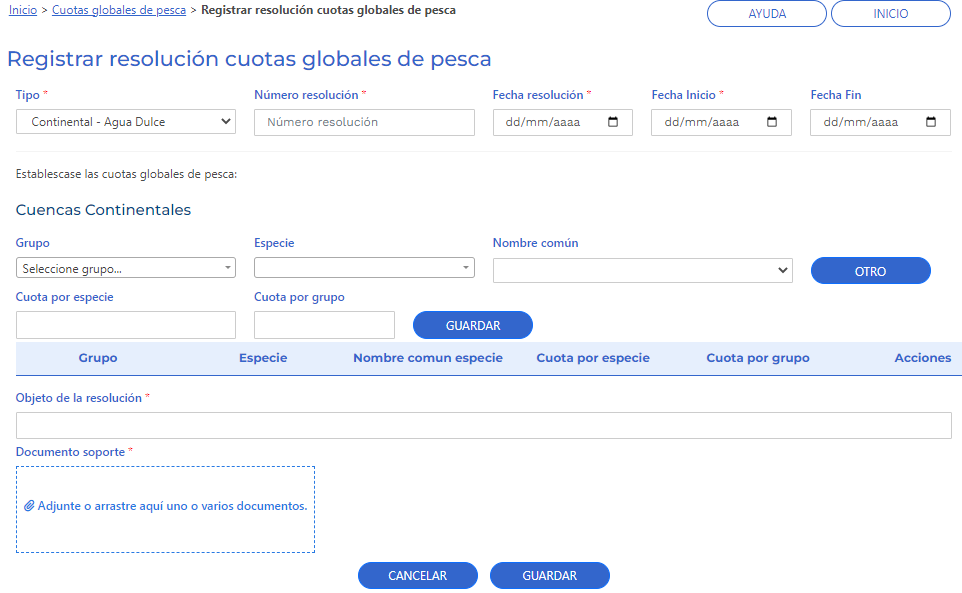 Inicio > Cuotas globales de pesca > Registrar resolución cuotas globales de pesca
AYUDA INICIO
Registrar resolución cuotas globales de pesca
Tipo * Número resolución * Fecha resolución * Fecha Inicio * Fecha Fin
Continental - Agua Dulce Número resolución dd/mm/aaaa dd/mm/aaaa dd/mm/aaaa
Establescase las cuotas globales de pesca:
Cuencas Continentales
Grupo Especie Nombre común
Seleccione grupo... OTRO
Cuota por especie Cuota por grupo
GUARDAR
Grupo Especie Nombre comun especie Cuota por especie Cuota por grupo Acciones
Objeto de la resolución *
Documento soporte *
Adjunte o arrastre aquí uno o varios documentos.
CANCELAR GUARDAR